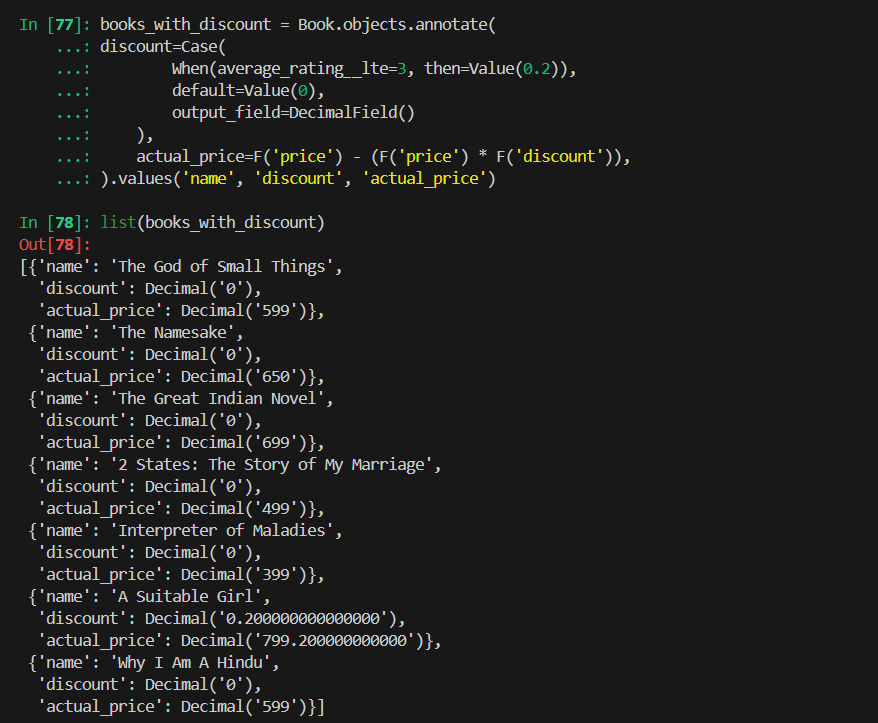 In [77]: books_with_discount = Book.objects.annotate(
    ...: discount=Case(
    ...:         When(average_rating__lte=3, then=Value(0.2)),
    ...:         default=Value(0),
    ...:         output_field=DecimalField()
    ...:     ),
    ...:     actual_price=F('price') - (F('price') * F('discount')),
    ...: ).values('name', 'discount', 'actual_price')
In [78]: list(books_with_discount)
Out[78]:
[{'name': 'The God of Small Things',
  'discount': Decimal('0'),
  'actual_price': Decimal('599')},
 {'name': 'The Namesake',
  'discount': Decimal('0'),
  'actual_price': Decimal('650')},
 {'name': 'The Great Indian Novel',
  'discount': Decimal('0'),
  'actual_price': Decimal('699')},
 {'name': '2 States: The Story of My Marriage',
  'discount': Decimal('0'),
  'actual_price': Decimal('499')},
 {'name': 'Interpreter of Maladies',
  'discount': Decimal('0'),
  'actual_price': Decimal('399')},
 {'name': 'A Suitable Girl',
  'discount': Decimal('0.200000000000000'),
  'actual_price': Decimal('799.200000000000')},
 {'name': 'Why I Am A Hindu',
  'discount': Decimal('0'),
  'actual_price': Decimal('599')}]